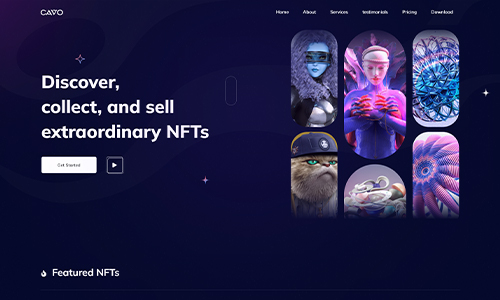 CAVO
Home About Services testimonials Pricing Download
Discover,
collect, and sell
extraordinary NFTs
Get Started
Featured NFTs